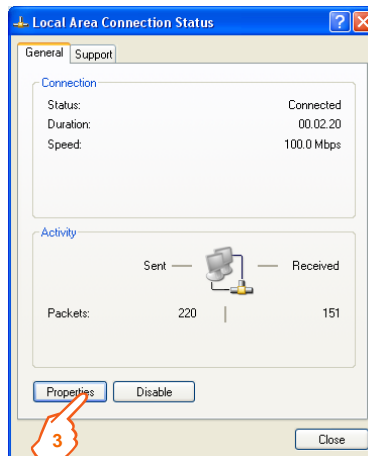 Local Area Connection Status
General Support
Connection
Status: Connected
Duration: 00.02.20
Speed: 100.0 Mbps
Activity
Sent Received
Packets: 220 151
Properties Disable
3
Close